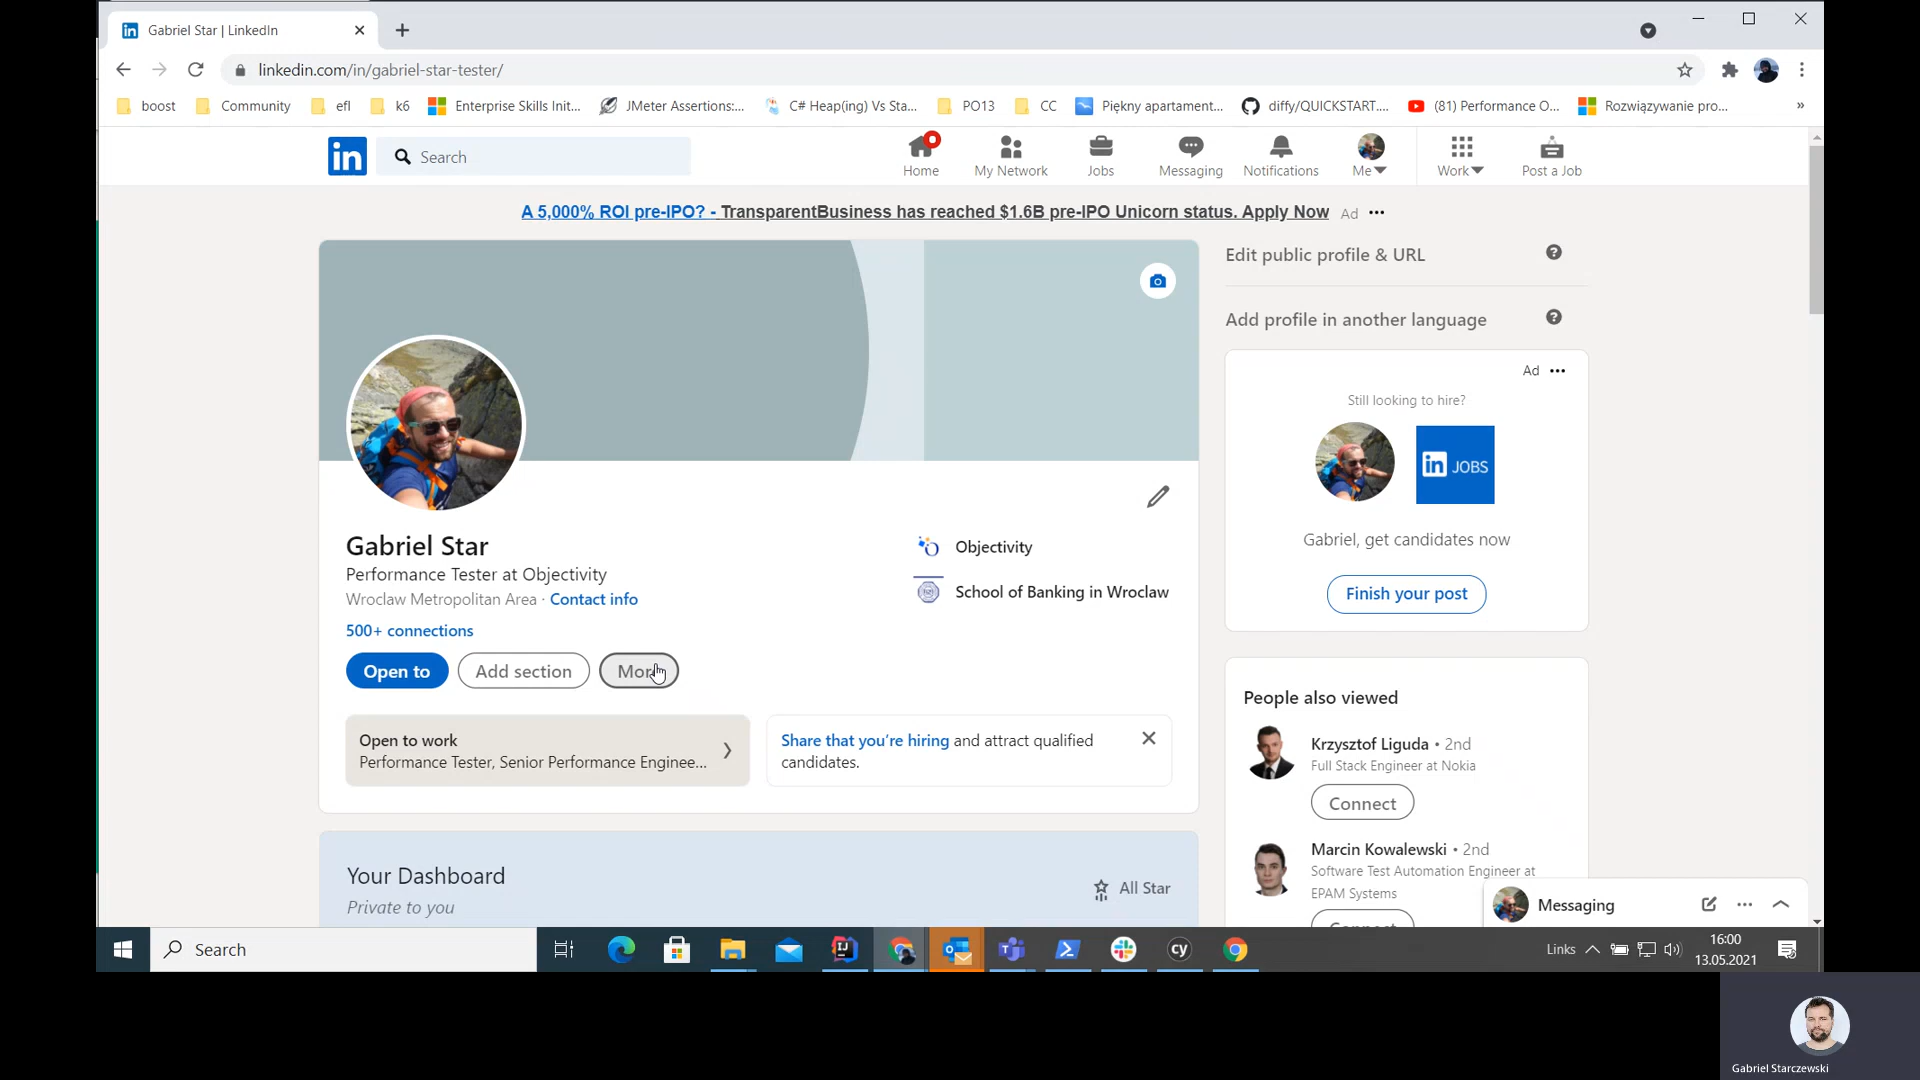 Gabriel Star | LinkedIn
linkedin.com/in/gabriel-star-tester/
boost Community efl k6 Enterprise Skills Init... JMeter Assertions:... C# Heap(ing) Vs Sta... PO13 CC Piękny apartament... diffy/QUICKSTART.... (81) Performance O... Rozwiązywanie pro... »
in Search
Home My Network Jobs Messaging Notifications Me Work Post a Job
A 5,000% ROI pre-IPO? - TransparentBusiness has reached $1.6B pre-IPO Unicorn status. Apply Now Ad
Edit public profile & URL
Add profile in another language
Ad
Still looking to hire?
in JOBS
Gabriel, get candidates now
Finish your post
Gabriel Star
Performance Tester at Objectivity
Wroclaw Metropolitan Area · Contact info
500+ connections
Objectivity
School of Banking in Wroclaw
Open to Add section More
Open to work
Performance Tester, Senior Performance Enginee...
Share that you're hiring and attract qualified
candidates.
People also viewed
Krzysztof Liguda • 2nd
Full Stack Engineer at Nokia
Connect
Marcin Kowalewski • 2nd
Software Test Automation Engineer at
EPAM Systems
Connect
Your Dashboard
Private to you
All Star
Messaging
Search
cy
Links
16:00
13.05.2021
Gabriel Starczewski